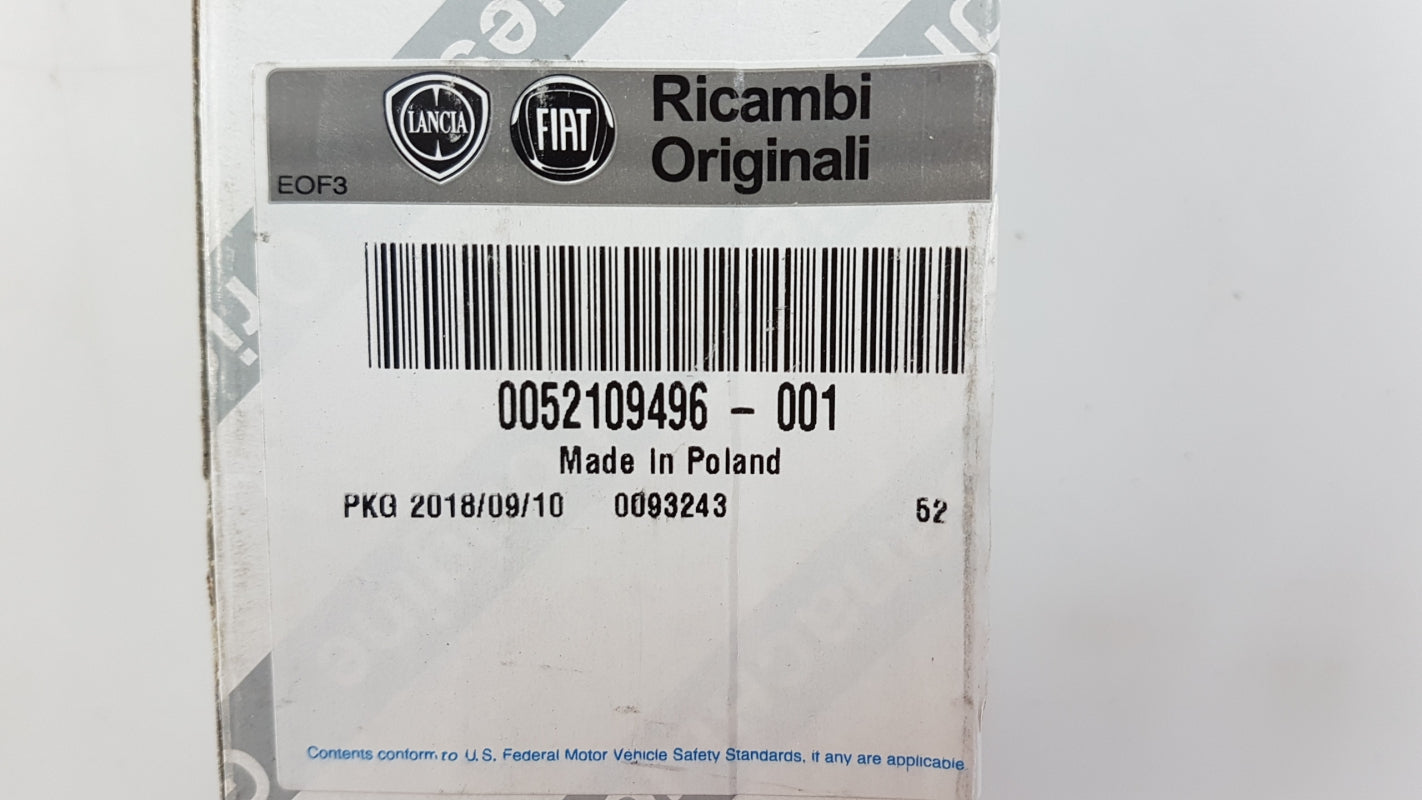 LANCIA
FIAT
Ricambi
Originali
EOF3
0052109496 - 001
Made In Poland
PKG 2018/09/10 0093243 52
Contents conform to U.S. Federal Motor Vehicle Safety Standards, if any are applicable.